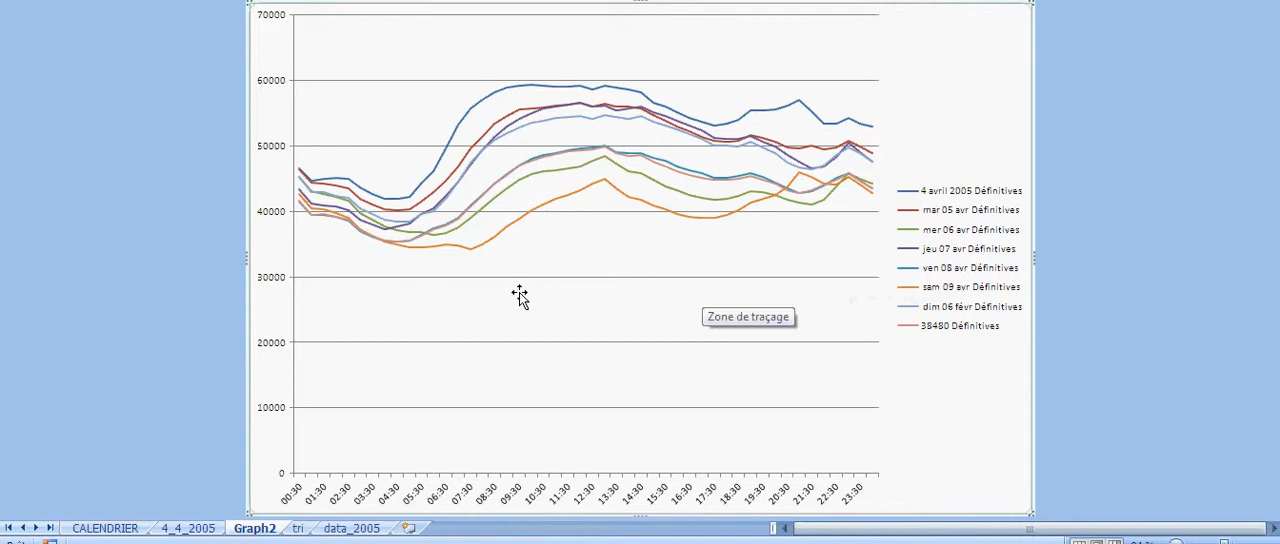 70000
60000
50000
40000
30000
20000
10000
0
00:30 01:30 02:30 03:30 04:30 05:30 06:30 07:30 08:30 09:30 10:30 11:30 12:30 13:30 14:30 15:30 16:30 17:30 18:30 19:30 20:30 21:30 22:30 23:30
4 avril 2005 Définitives
mar 05 avr Définitives
mer 06 avr Définitives
jeu 07 avr Définitives
ven 08 avr Définitives
sam 09 avr Définitives
dim 06 févr Définitives
38480 Définitives
Zone de traçage
CALENDRIER 4_4_2005 Graph2 tri data_2005